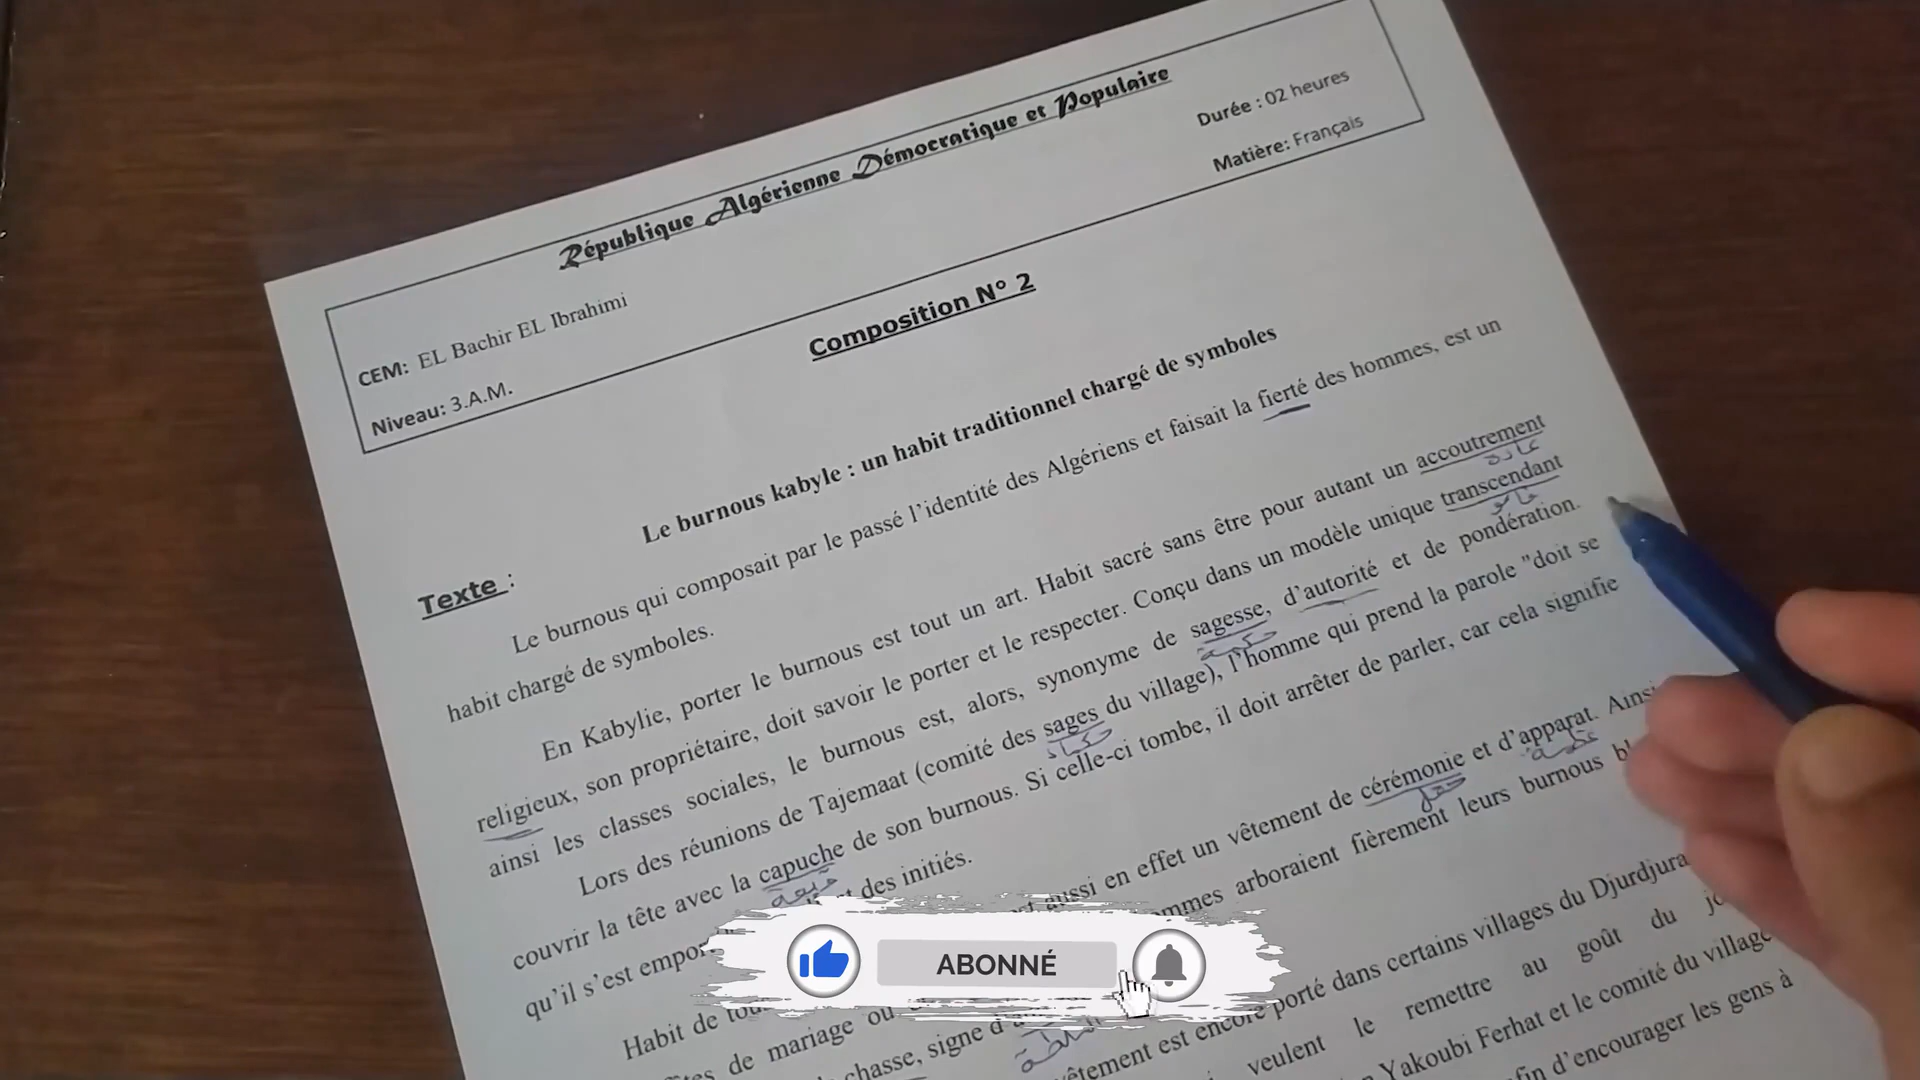 République Algérienne Démocratique et Populaire
CEM: EL Bachir EL Ibrahimi
Durée : 02 heures
Niveau: 3.A.M.
Matière: Français
Composition N° 2
Le burnous kabyle : un habit traditionnel chargé de symboles
Texte :
Le burnous qui composait par le passé l'identité des Algériens et faisait la fierté des hommes, est un
habit chargé de symboles.
En Kabylie, porter le burnous est tout un art. Habit sacré sans être pour autant un accoutrement
religieux, son propriétaire, doit savoir le porter et le respecter. Conçu dans un modèle unique transcendant
ainsi les classes sociales, le burnous est, alors, synonyme de sagesse, d'autorité et de pondération.
Lors des réunions de Tajemaat (comité des sages du village), l'homme qui prend la parole "doit se
couvrir la tête avec la capuche de son burnous. Si celle-ci tombe, il doit arrêter de parler, car cela signifie
qu'il s'est des initiés.
Habit de aussi en effet un vêtement de cérémonie et d'apparat. Ainsi
de mariage ou arboraient fièrement leurs burnous
chasse, signe vêtement est encore porté dans certains villages du Djurdjura
veulent le remettre au goût du
Yakoubi Ferhat et le comité du village
d'encourager les gens à
ABONNÉ